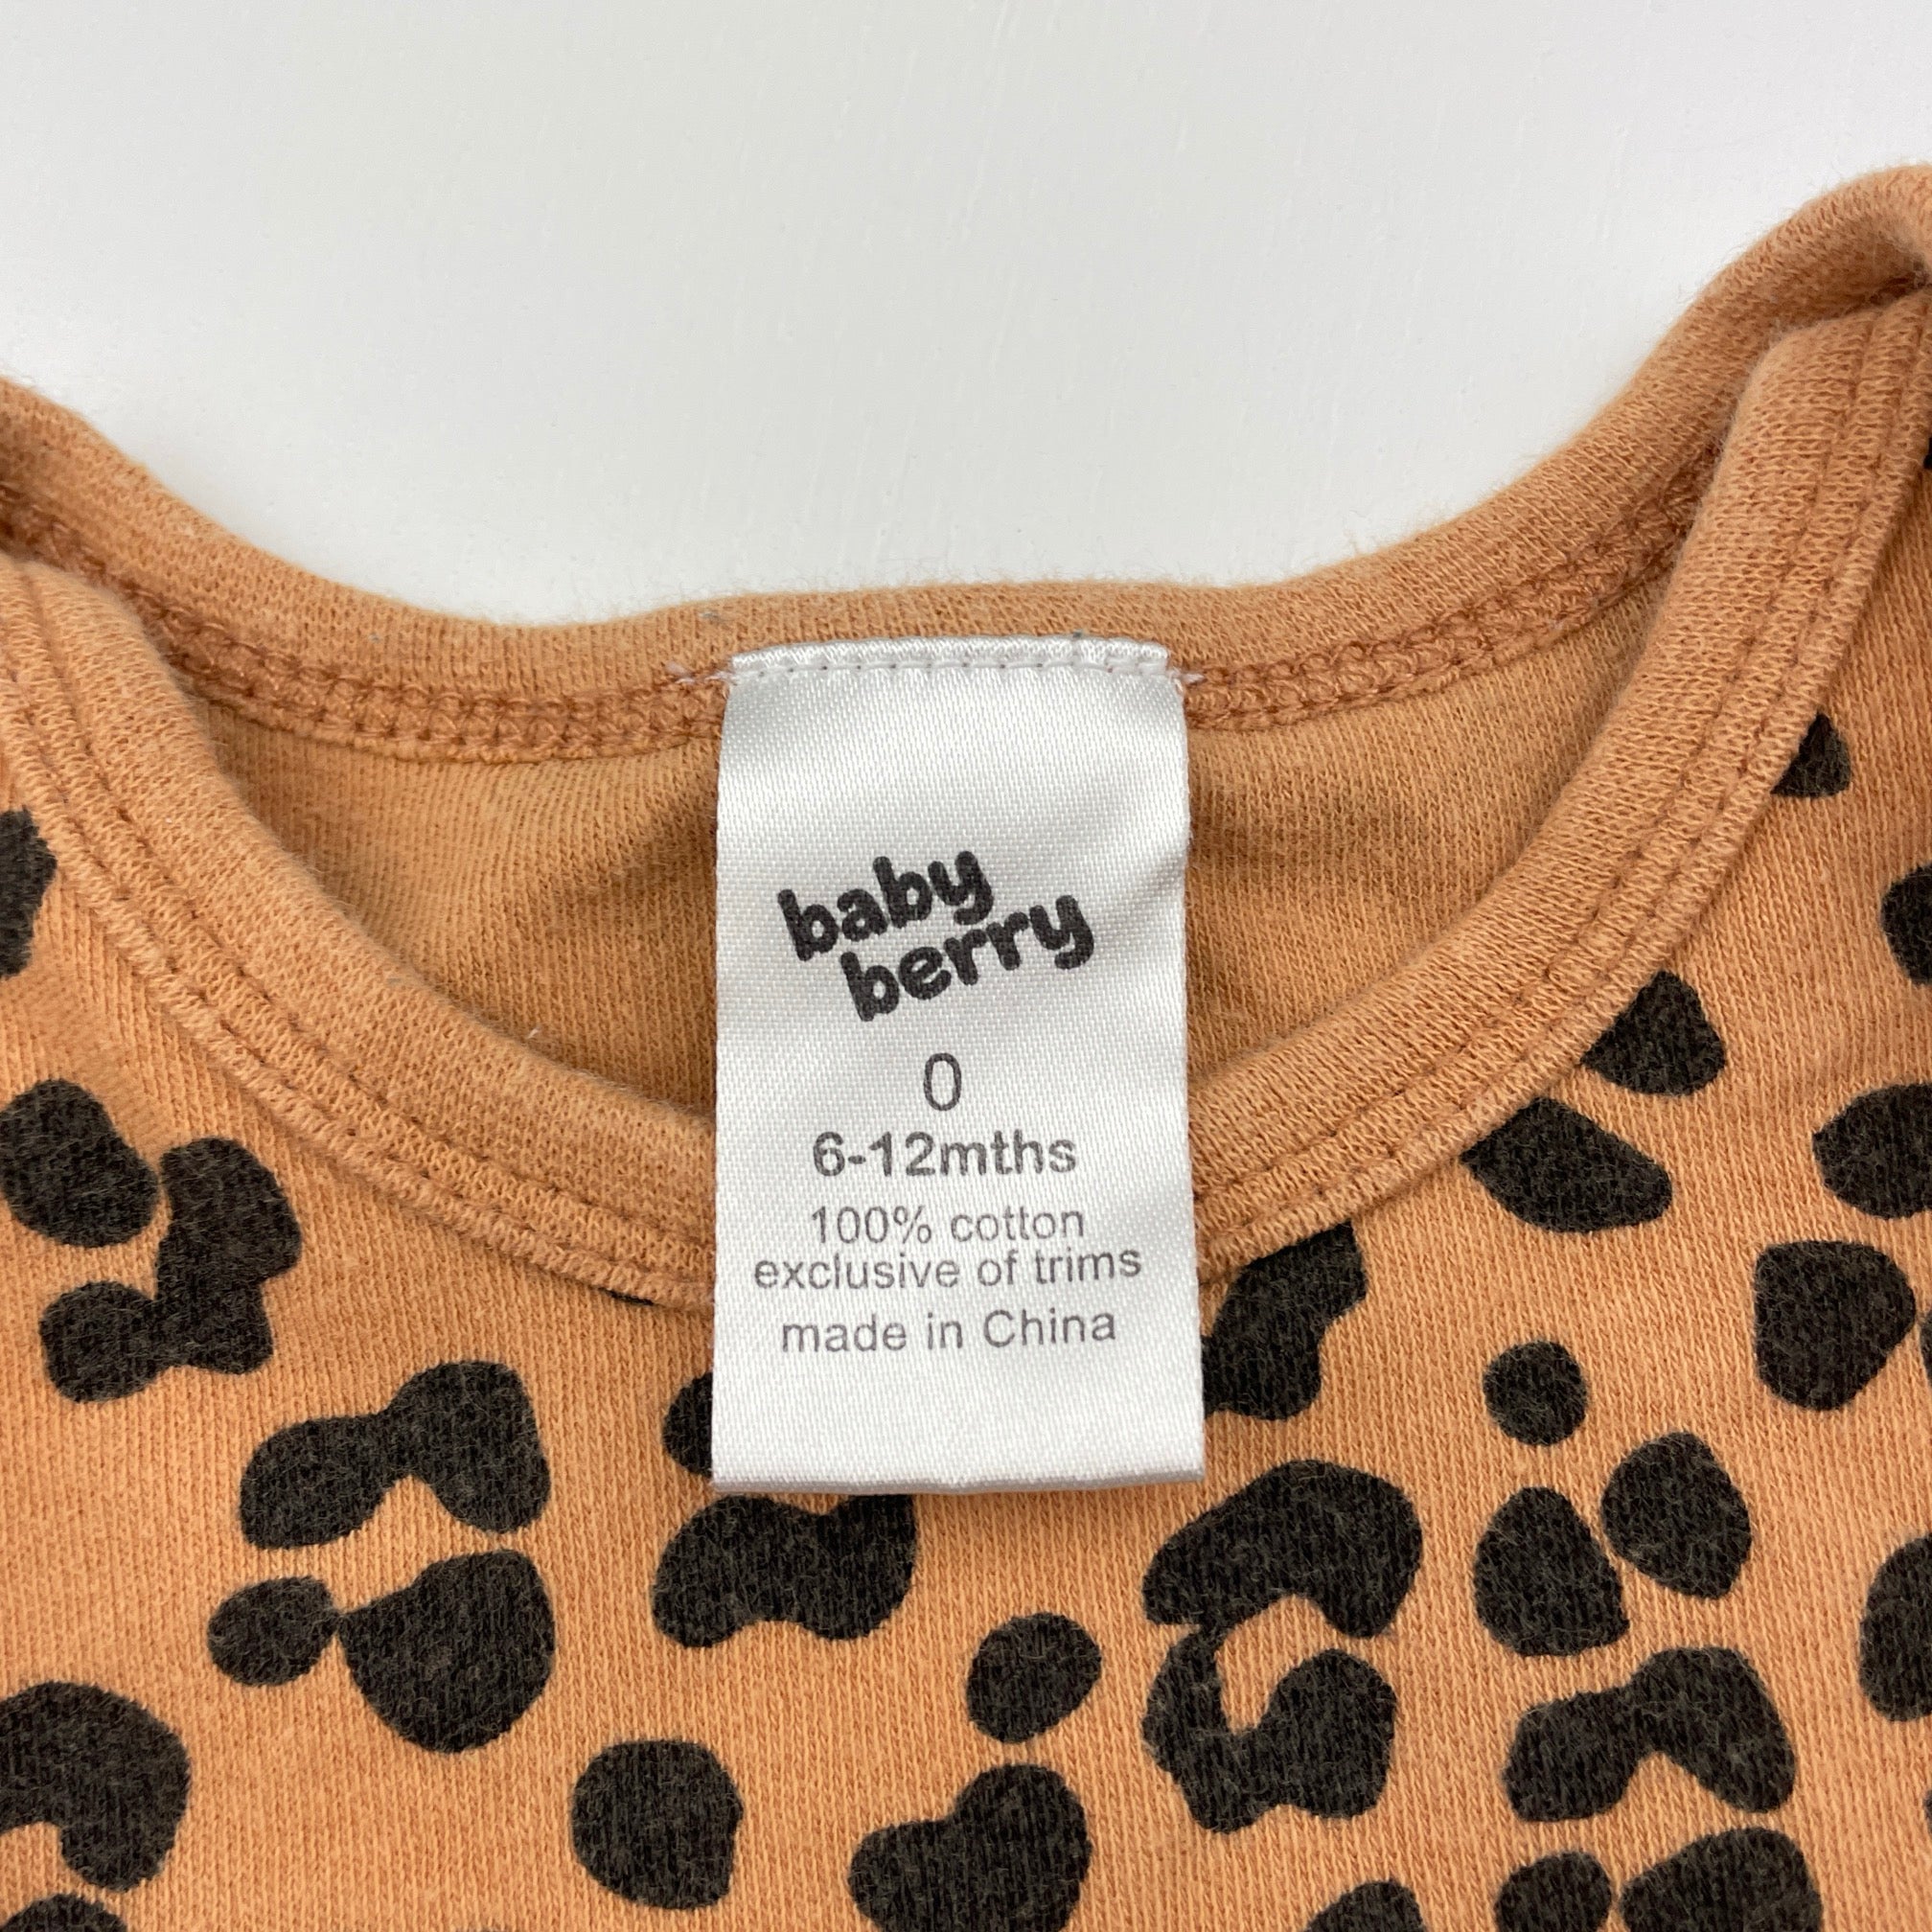 baby
berry
0
6-12mths
100% cotton
exclusive of trims
made in China